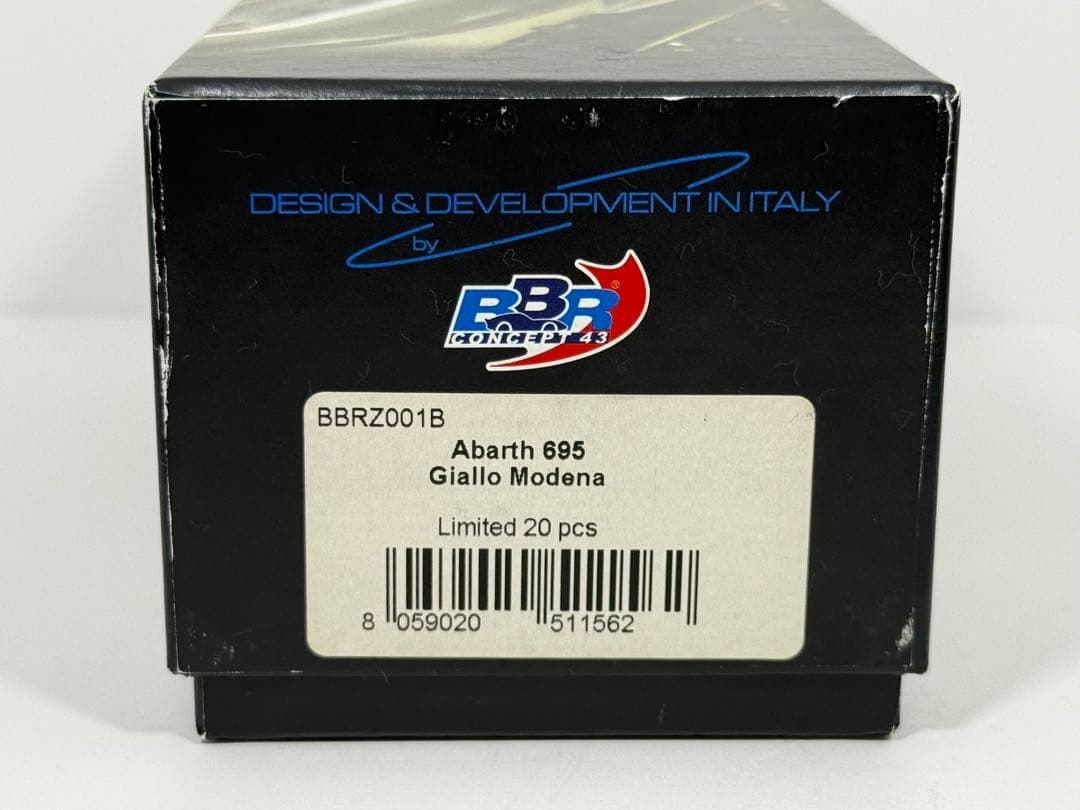 DESIGN & DEVELOPMENT IN ITALY
by
BBR®
CONCEPT 43
BBRZ001B
Abarth 695
Giallo Modena
Limited 20 pcs
8 059020 511562